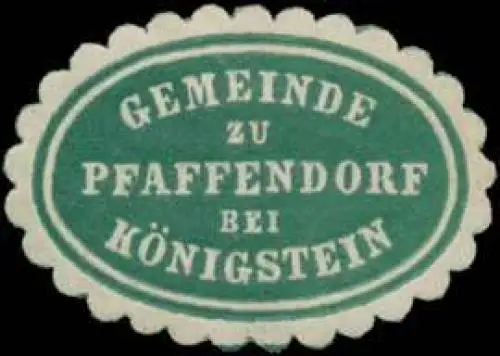 GEMEINDE
ZU
PFAFFENDORF
BEI
KÖNIGSTEIN